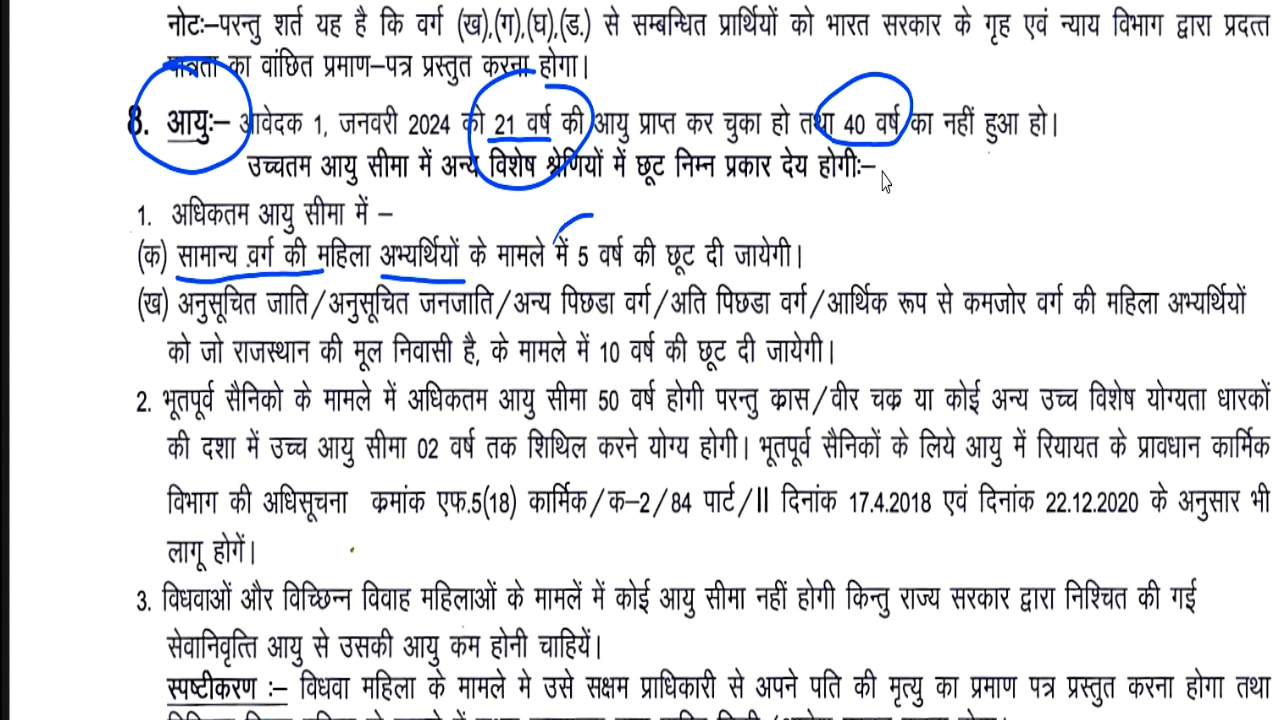 नोटः–परन्तु शर्त यह है कि वर्ग (ख),(ग),(घ),(ड.) से सम्बन्धित प्रार्थियों को भारत सरकार के गृह एवं न्याय विभाग द्वारा प्रदत्त
पात्रता का वांछित प्रमाण–पत्र प्रस्तुत करना होगा।
8. आयुः– आवेदक 1, जनवरी 2024 को 21 वर्ष की आयु प्राप्त कर चुका हो तथा 40 वर्ष का नहीं हुआ हो।
उच्चतम आयु सीमा में अन्य विशेष श्रेणियों में छूट निम्न प्रकार देय होगीः–
1. अधिकतम आयु सीमा में –
(क) सामान्य वर्ग की महिला अभ्यर्थियों के मामले में 5 वर्ष की छूट दी जायेगी।
(ख) अनुसूचित जाति/अनुसूचित जनजाति/अन्य पिछडा वर्ग/अति पिछडा वर्ग/आर्थिक रूप से कमजोर वर्ग की महिला अभ्यर्थियों
को जो राजस्थान की मूल निवासी है, के मामले में 10 वर्ष की छूट दी जायेगी।
2. भूतपूर्व सैनिको के मामले में अधिकतम आयु सीमा 50 वर्ष होगी परन्तु क्रास/वीर चक्र या कोई अन्य उच्च विशेष योग्यता धारकों
की दशा में उच्च आयु सीमा 02 वर्ष तक शिथिल करने योग्य होगी। भूतपूर्व सैनिकों के लिये आयु में रियायत के प्रावधान कार्मिक
विभाग की अधिसूचना क्रमांक एफ.5(18) कार्मिक/क–2/84 पार्ट/II दिनांक 17.4.2018 एवं दिनांक 22.12.2020 के अनुसार भी
लागू होगें।
3. विधवाओं और विच्छिन्न विवाह महिलाओं के मामलें में कोई आयु सीमा नहीं होगी किन्तु राज्य सरकार द्वारा निश्चित की गई
सेवानिवृत्ति आयु से उसकी आयु कम होनी चाहियें।
स्पष्टीकरण :– विधवा महिला के मामले मे उसे सक्षम प्राधिकारी से अपने पति की मृत्यु का प्रमाण पत्र प्रस्तुत करना होगा तथा